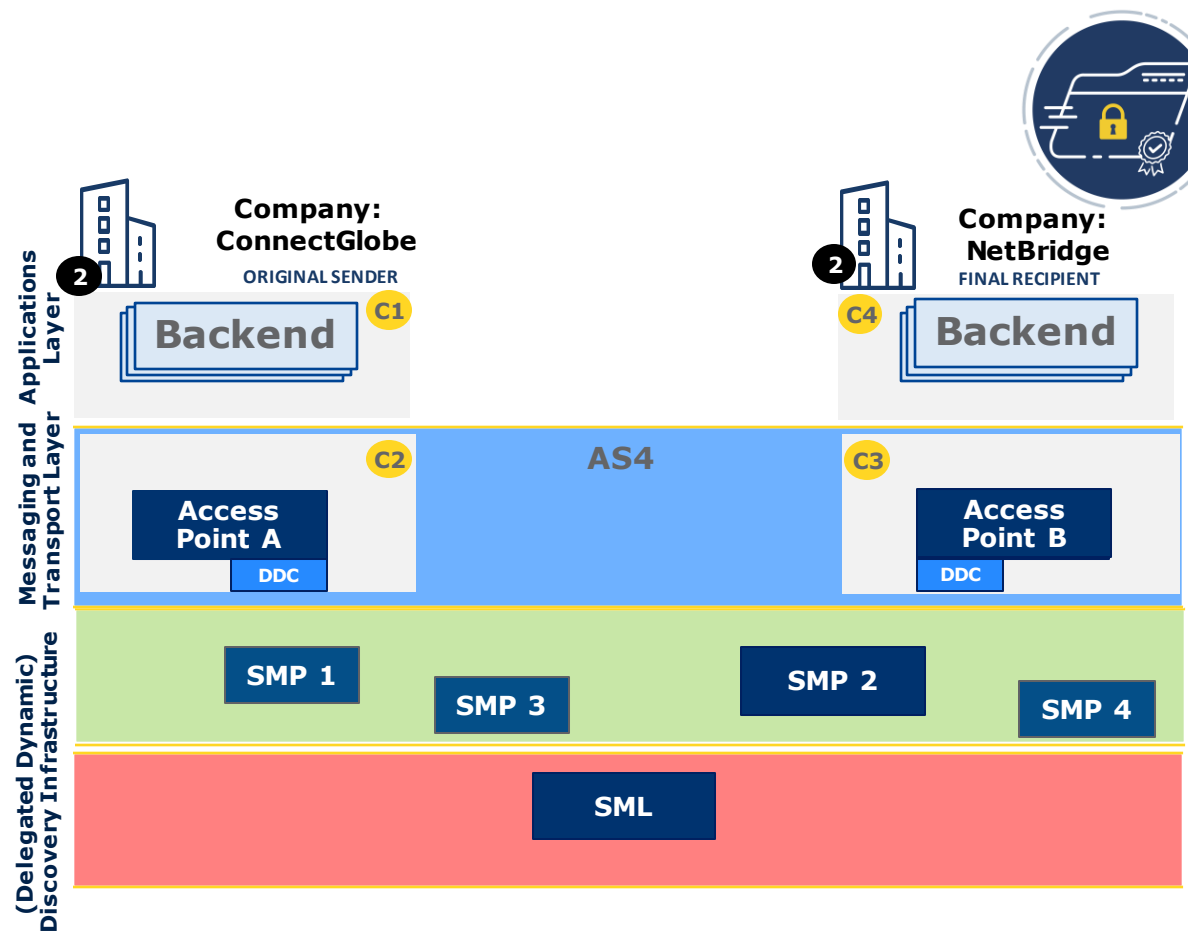 Company:
ConnectGlobe
ORIGINAL SENDER
2
Company:
NetBridge
FINAL RECIPIENT
2
Applications
Layer
Backend
C1
C4
Backend
Messaging and
Transport Layer
C2
AS4
C3
Access
Point A
DDC
Access
Point B
DDC
(Delegated Dynamic)
Discovery Infrastructure
SMP 1
SMP 3
SMP 2
SMP 4
SML